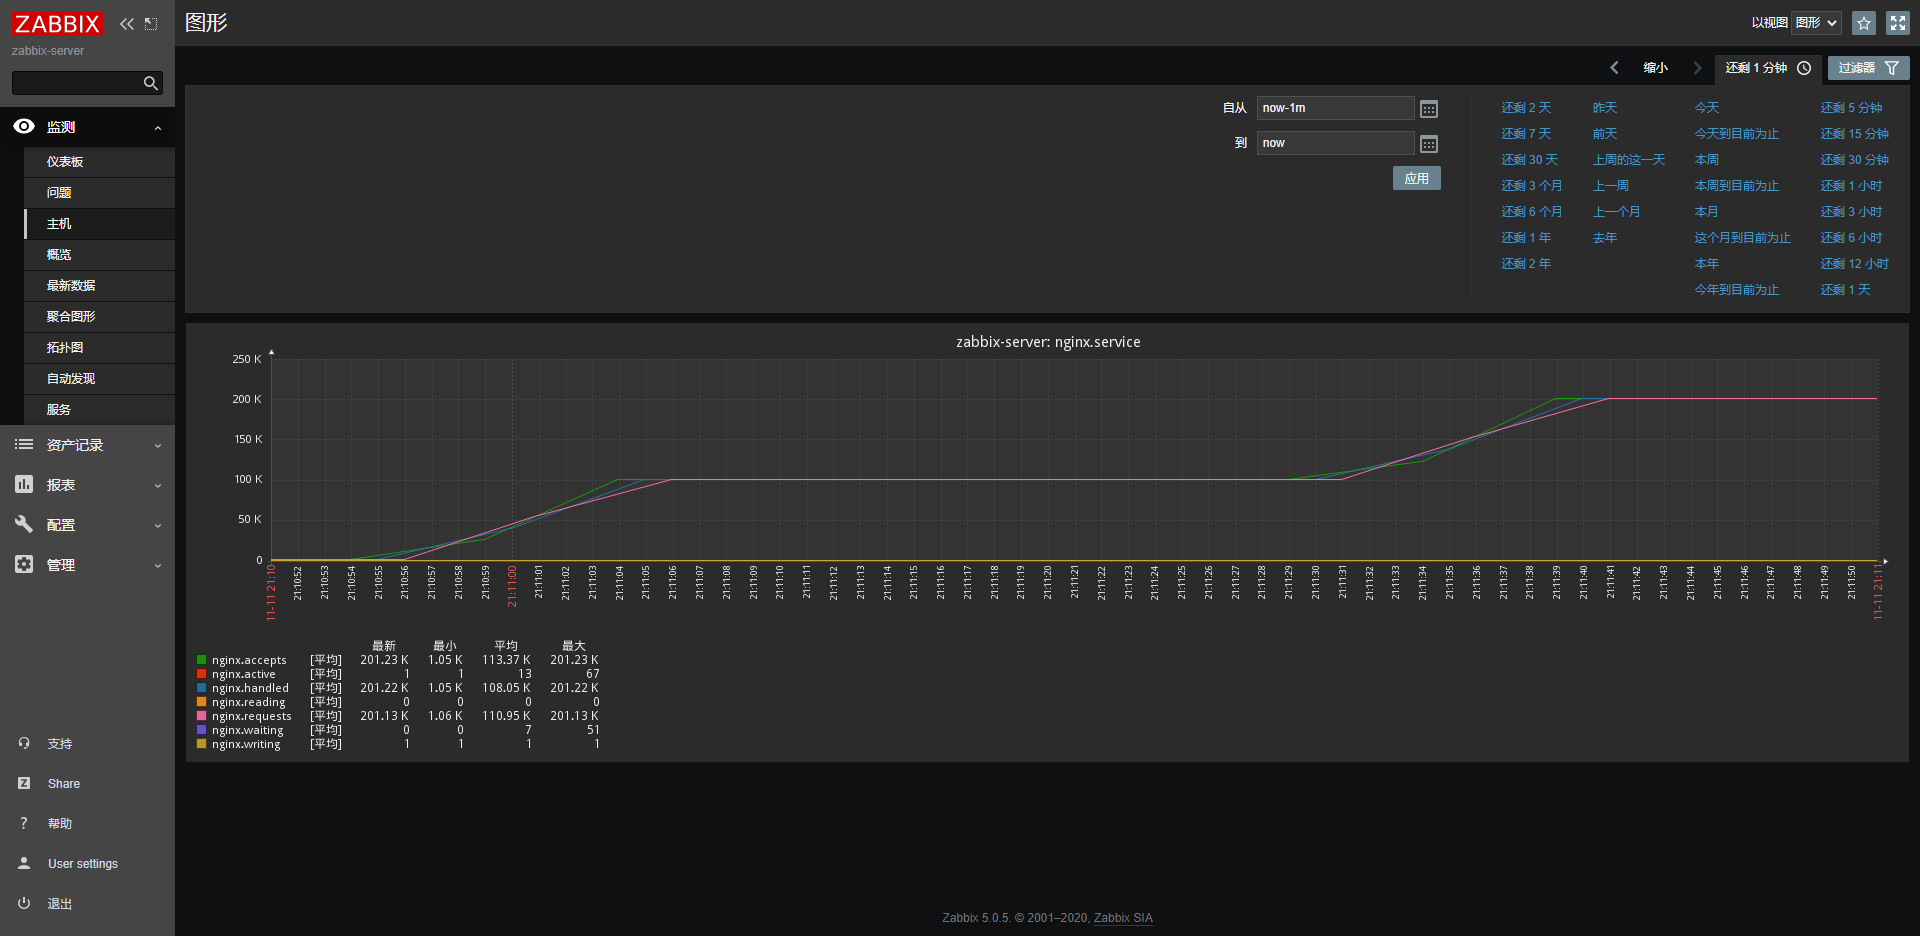 ZABBIX
zabbix-server
监测
仪表板
问题
主机
概览
最新数据
聚合图形
拓扑图
自动发现
服务
资产记录
报表
配置
管理
支持
Share
帮助
User settings
退出
图形
以视图 图形
缩小 还剩 1 分钟 过滤器
自从 now-1m
到 now
应用
还剩 2 天 昨天 今天 还剩 5 分钟
还剩 7 天 前天 今天到目前为止 还剩 15 分钟
还剩 30 天 上周的这一天 本周 还剩 30 分钟
还剩 3 个月 上一周 本周到目前为止 还剩 1 小时
还剩 6 个月 上一个月 本月 还剩 3 小时
还剩 1 年 去年 这个月到目前为止 还剩 6 小时
还剩 2 年 本年 还剩 12 小时
今年到目前为止 还剩 1 天
zabbix-server: nginx.service
250 K
200 K
150 K
100 K
50 K
0
11-11 21:10 21:10:52 21:10:53 21:10:54 21:10:55 21:10:56 21:10:57 21:10:58 21:10:59 21:11:00 21:11:01 21:11:02 21:11:03 21:11:04 21:11:05 21:11:06 21:11:07 21:11:08 21:11:09 21:11:10 21:11:11 21:11:12 21:11:13 21:11:14 21:11:15 21:11:16 21:11:17 21:11:18 21:11:19 21:11:20 21:11:21 21:11:22 21:11:23 21:11:24 21:11:25 21:11:26 21:11:27 21:11:28 21:11:29 21:11:30 21:11:31 21:11:32 21:11:33 21:11:34 21:11:35 21:11:36 21:11:37 21:11:38 21:11:39 21:11:40 21:11:41 21:11:42 21:11:43 21:11:44 21:11:45 21:11:46 21:11:47 21:11:48 21:11:49 21:11:50 11-11 21:11
最新 最小 平均 最大
nginx.accepts [平均] 201.23 K 1.05 K 113.37 K 201.23 K
nginx.active [平均] 1 1 13 67
nginx.handled [平均] 201.22 K 1.05 K 108.05 K 201.22 K
nginx.reading [平均] 0 0 0 0
nginx.requests [平均] 201.13 K 1.06 K 110.95 K 201.13 K
nginx.waiting [平均] 0 0 7 51
nginx.writing [平均] 1 1 1 1
Zabbix 5.0.5. © 2001–2020, Zabbix SIA